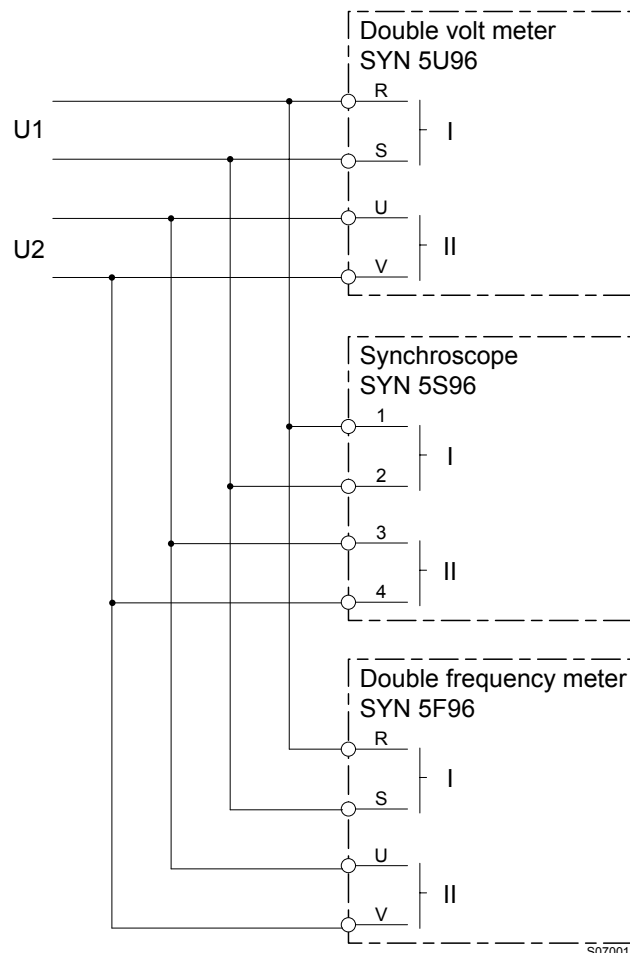 Double volt meter
SYN 5U96
R
U1
I
S
U
U2
II
V
Synchroscope
SYN 5S96
1
I
2
3
II
4
Double frequency meter
SYN 5F96
R
I
S
U
II
V
S07001